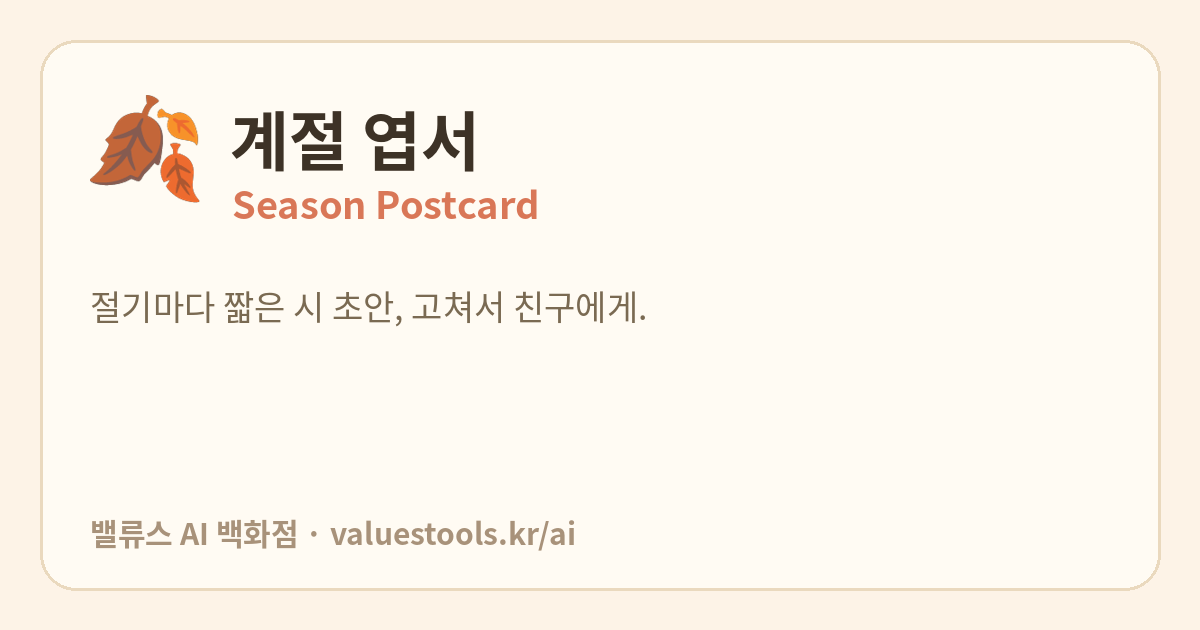 계절 엽서
Season Postcard
절기마다 짧은 시 초안, 고쳐서 친구에게.
밸류스 AI 백화점 · valuestools.kr/ai